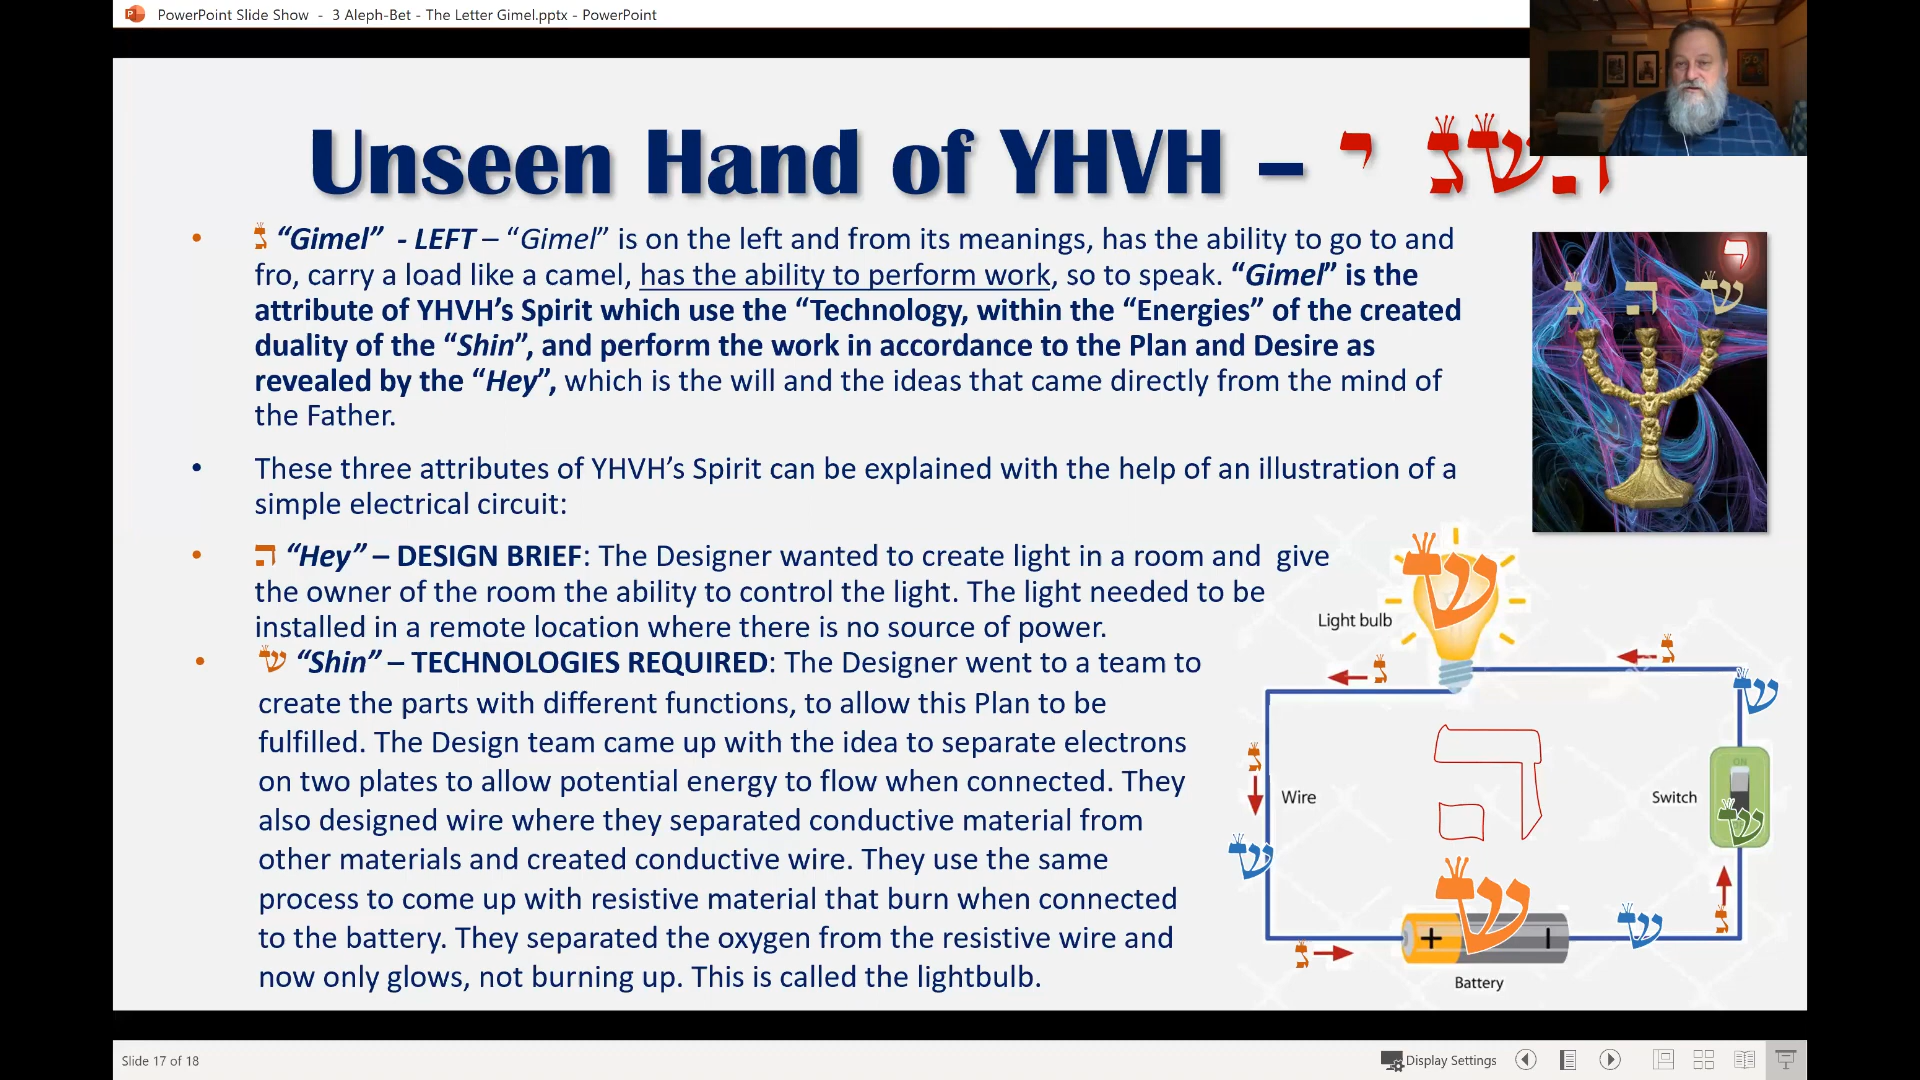 PowerPoint Slide Show - 3 Aleph-Bet - The Letter Gimel.pptx - PowerPoint
Unseen Hand of YHVH – י השג
ג “Gimel” - LEFT – “Gimel” is on the left and from its meanings, has the ability to go to and
fro, carry a load like a camel, has the ability to perform work, so to speak. “Gimel” is the
attribute of YHVH’s Spirit which use the “Technology, within the “Energies” of the created
duality of the “Shin”, and perform the work in accordance to the Plan and Desire as
revealed by the “Hey”, which is the will and the ideas that came directly from the mind of
the Father.
These three attributes of YHVH’s Spirit can be explained with the help of an illustration of a
simple electrical circuit:
ה “Hey” – DESIGN BRIEF: The Designer wanted to create light in a room and give
the owner of the room the ability to control the light. The light needed to be
installed in a remote location where there is no source of power.
ש “Shin” – TECHNOLOGIES REQUIRED: The Designer went to a team to
create the parts with different functions, to allow this Plan to be
fulfilled. The Design team came up with the idea to separate electrons
on two plates to allow potential energy to flow when connected. They
also designed wire where they separated conductive material from
other materials and created conductive wire. They use the same
process to come up with resistive material that burn when connected
to the battery. They separated the oxygen from the resistive wire and
now only glows, not burning up. This is called the lightbulb.
י
ש ה ג
ש
Light bulb
ג
ג
ש
ג
Wire
ה
Switch
ON
ש
ש
ש
ש
ג
ג
+
Battery
Slide 17 of 18
Display Settings